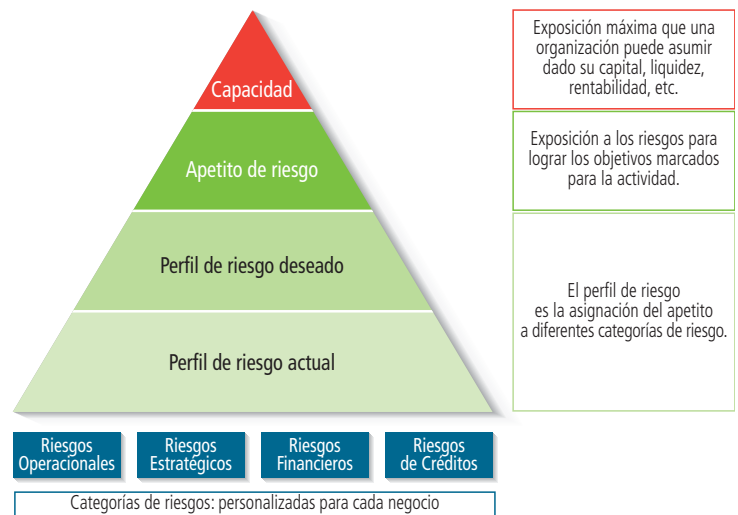 Capacidad
Exposición máxima que una
organización puede asumir
dado su capital, liquidez,
rentabilidad, etc.
Apetito de riesgo
Exposición a los riesgos para
lograr los objetivos marcados
para la actividad.
Perfil de riesgo deseado
Perfil de riesgo actual
El perfil de riesgo
es la asignación del apetito
a diferentes categorías de riesgo.
Riesgos
Operacionales
Riesgos
Estratégicos
Riesgos
Financieros
Riesgos
de Créditos
Categorías de riesgos: personalizadas para cada negocio